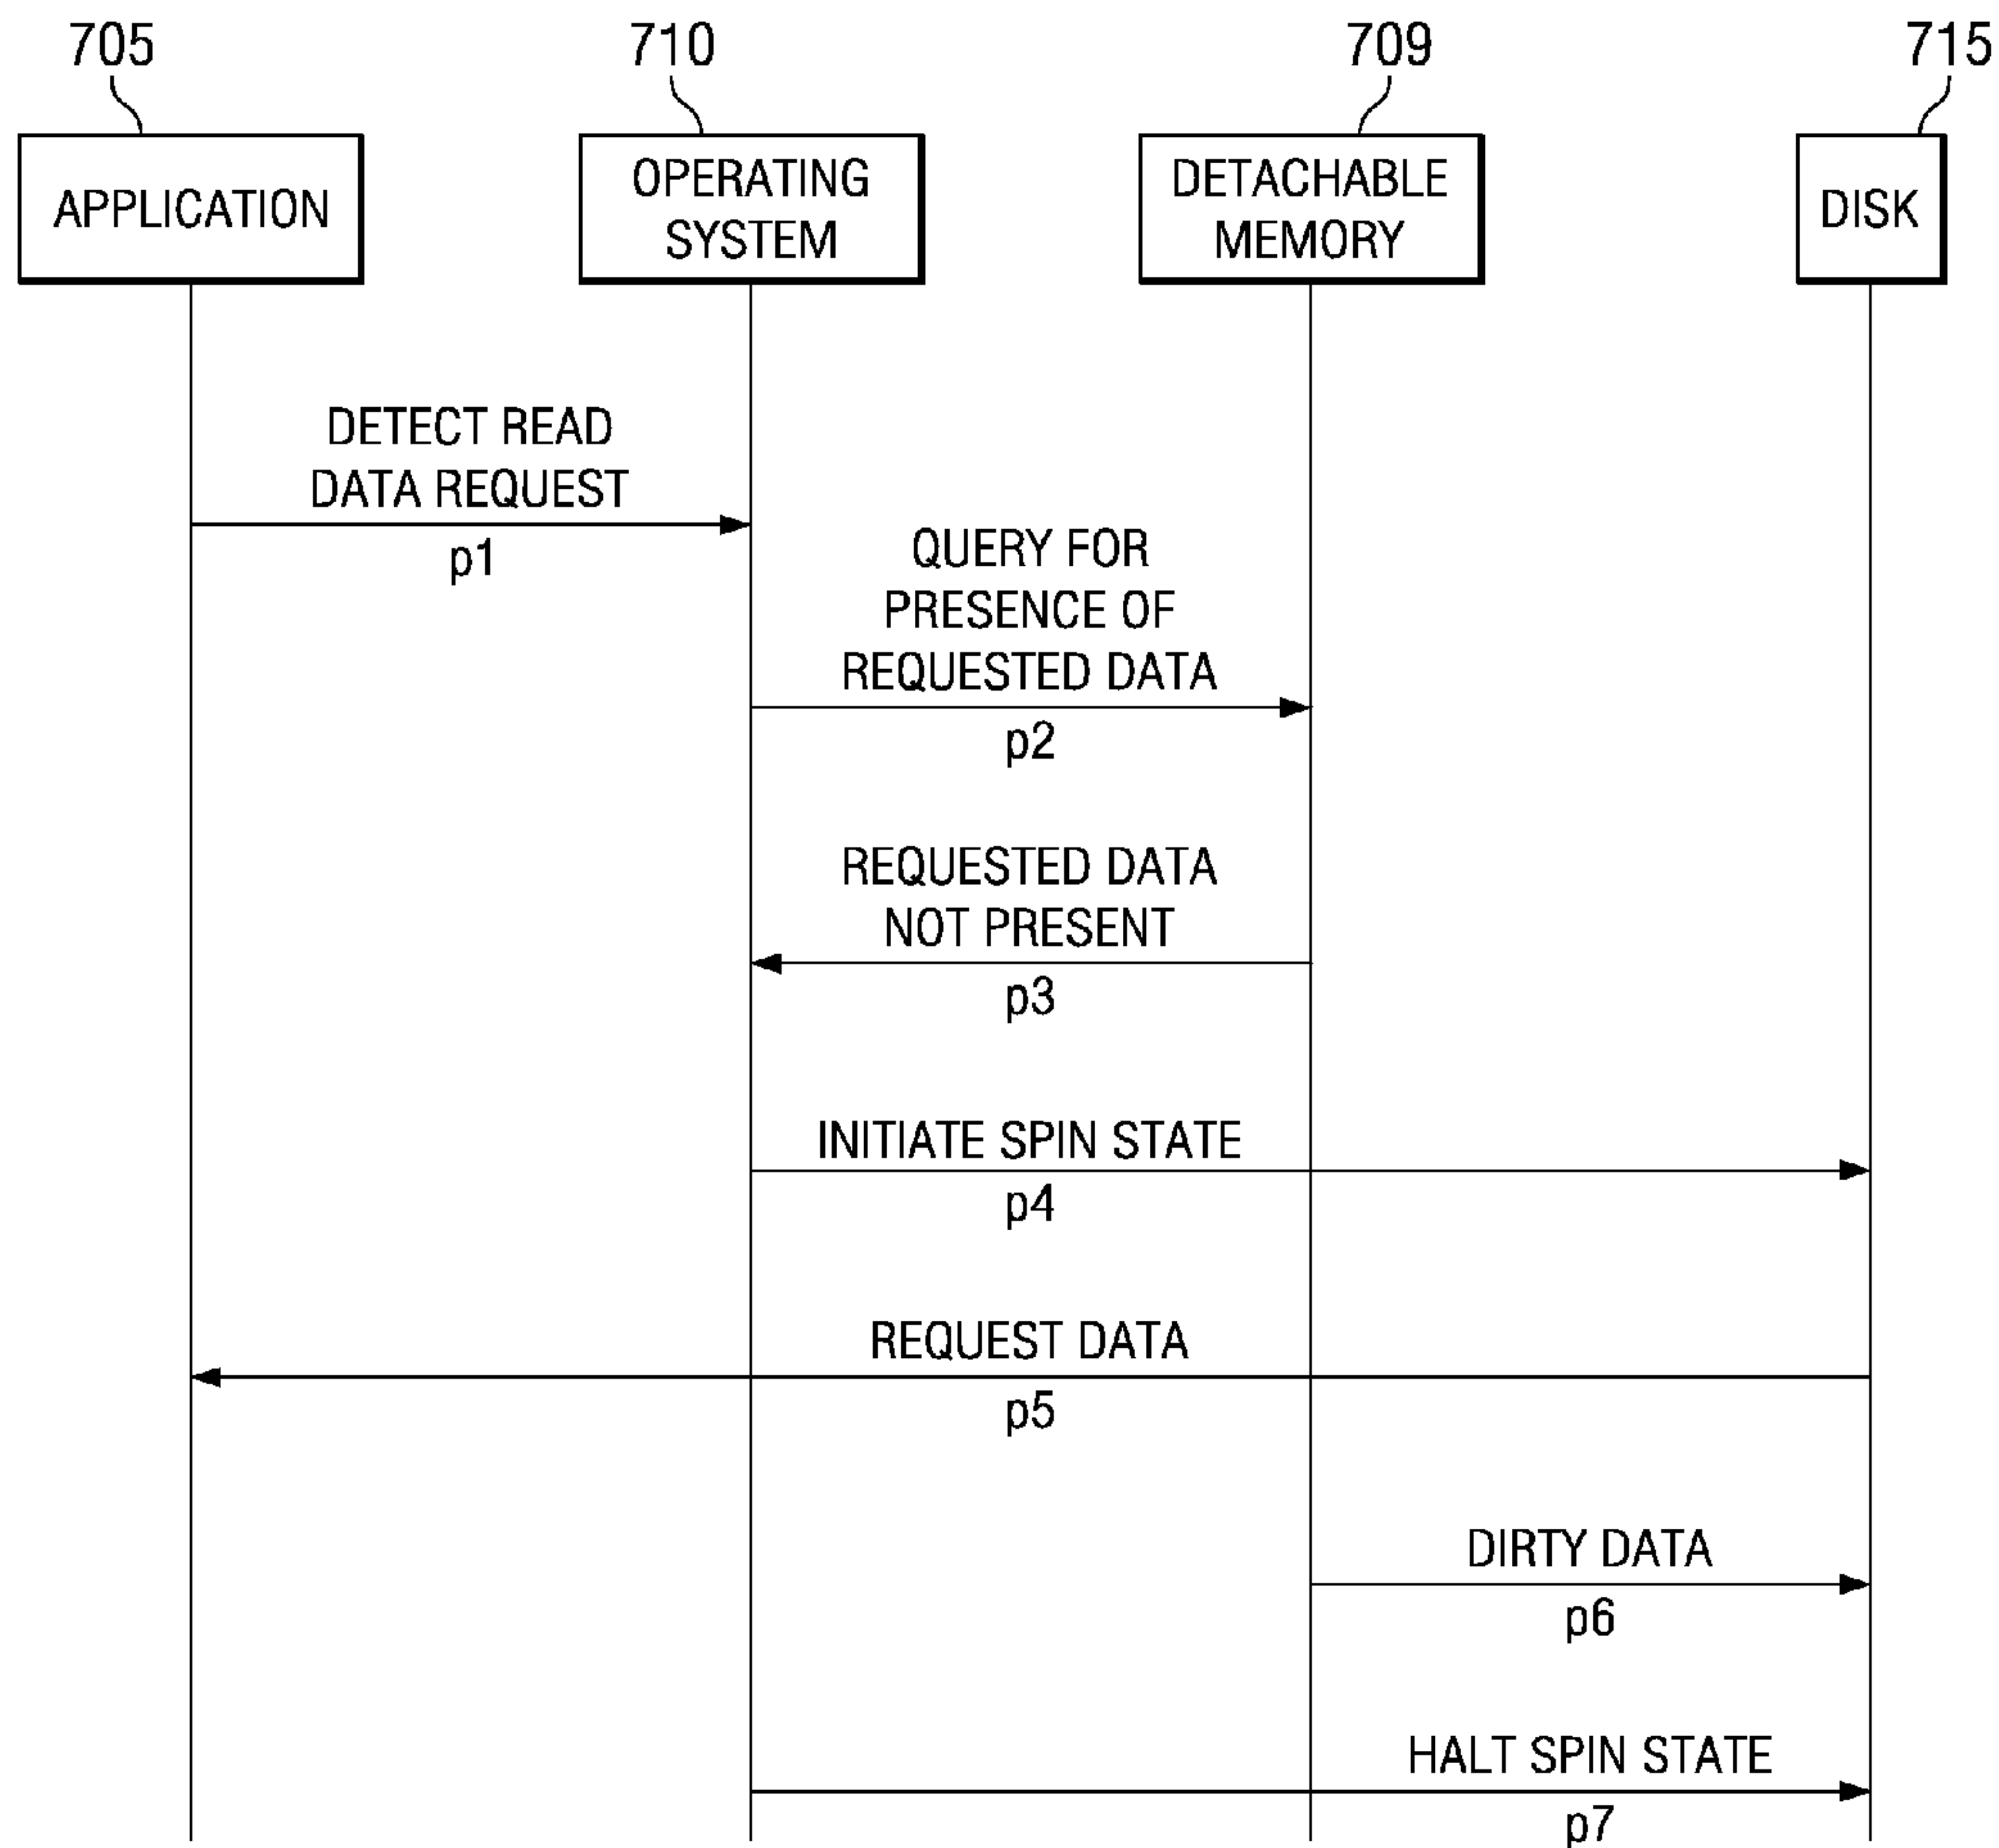 705
710
709
715
APPLICATION
OPERATING
SYSTEM
DETACHABLE
MEMORY
DISK
DETECT READ
DATA REQUEST
p1
QUERY FOR
PRESENCE OF
REQUESTED DATA
p2
REQUESTED DATA
NOT PRESENT
p3
INITIATE SPIN STATE
p4
REQUEST DATA
p5
DIRTY DATA
p6
HALT SPIN STATE
p7